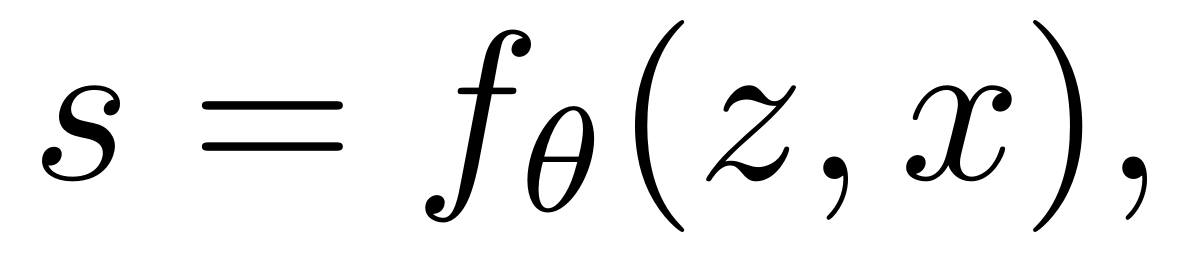 s = f_θ(z, x),